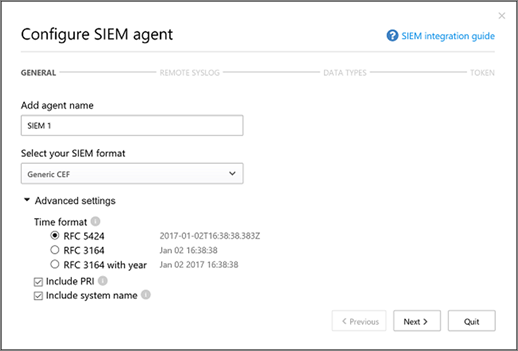 Configure SIEM agent
? SIEM integration guide
GENERAL REMOTE SYSLOG DATA TYPES TOKEN
Add agent name
SIEM 1
Select your SIEM format
Generic CEF
Advanced settings
Time format i
RFC 5424 2017-01-02T16:38:38.383Z
RFC 3164 Jan 02 16:38:38
RFC 3164 with year Jan 02 2017 16:38:38
Include PRI i
Include system name i
< Previous Next > Quit